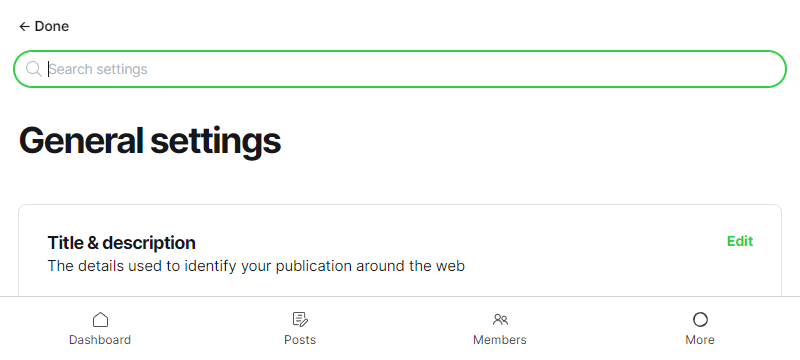 ← Done
Search settings
General settings
Title & description
Edit
The details used to identify your publication around the web
Dashboard
Posts
Members
More